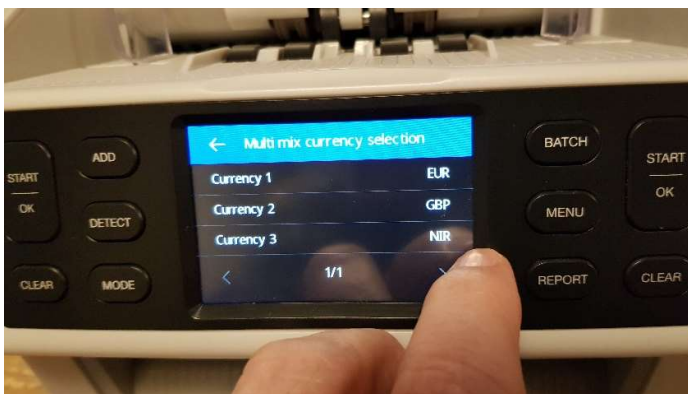 ← Multi mix currency selection
Currency 1 EUR
Currency 2 GBP
Currency 3 NIR
< 1/1 >
START
OK
ADD
DETECT
CLEAR
MODE
BATCH
MENU
REPORT
START
OK
CLEAR